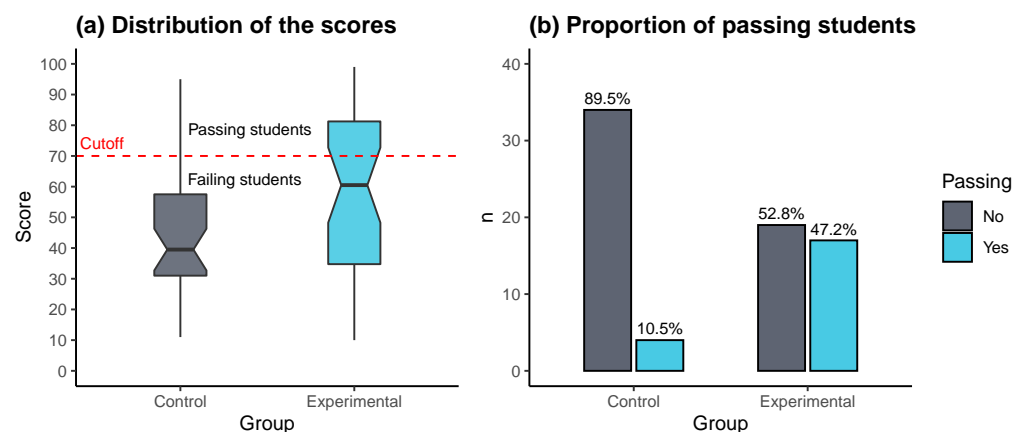 (a) Distribution of the scores
100
90
80
70
60
50
40
30
20
10
0
Score
Cutoff
Passing students
Failing students
Control
Experimental
Group
(b) Proportion of passing students
40
30
20
10
0
n
89.5%
10.5%
52.8%
47.2%
Control
Experimental
Group
Passing
No
Yes